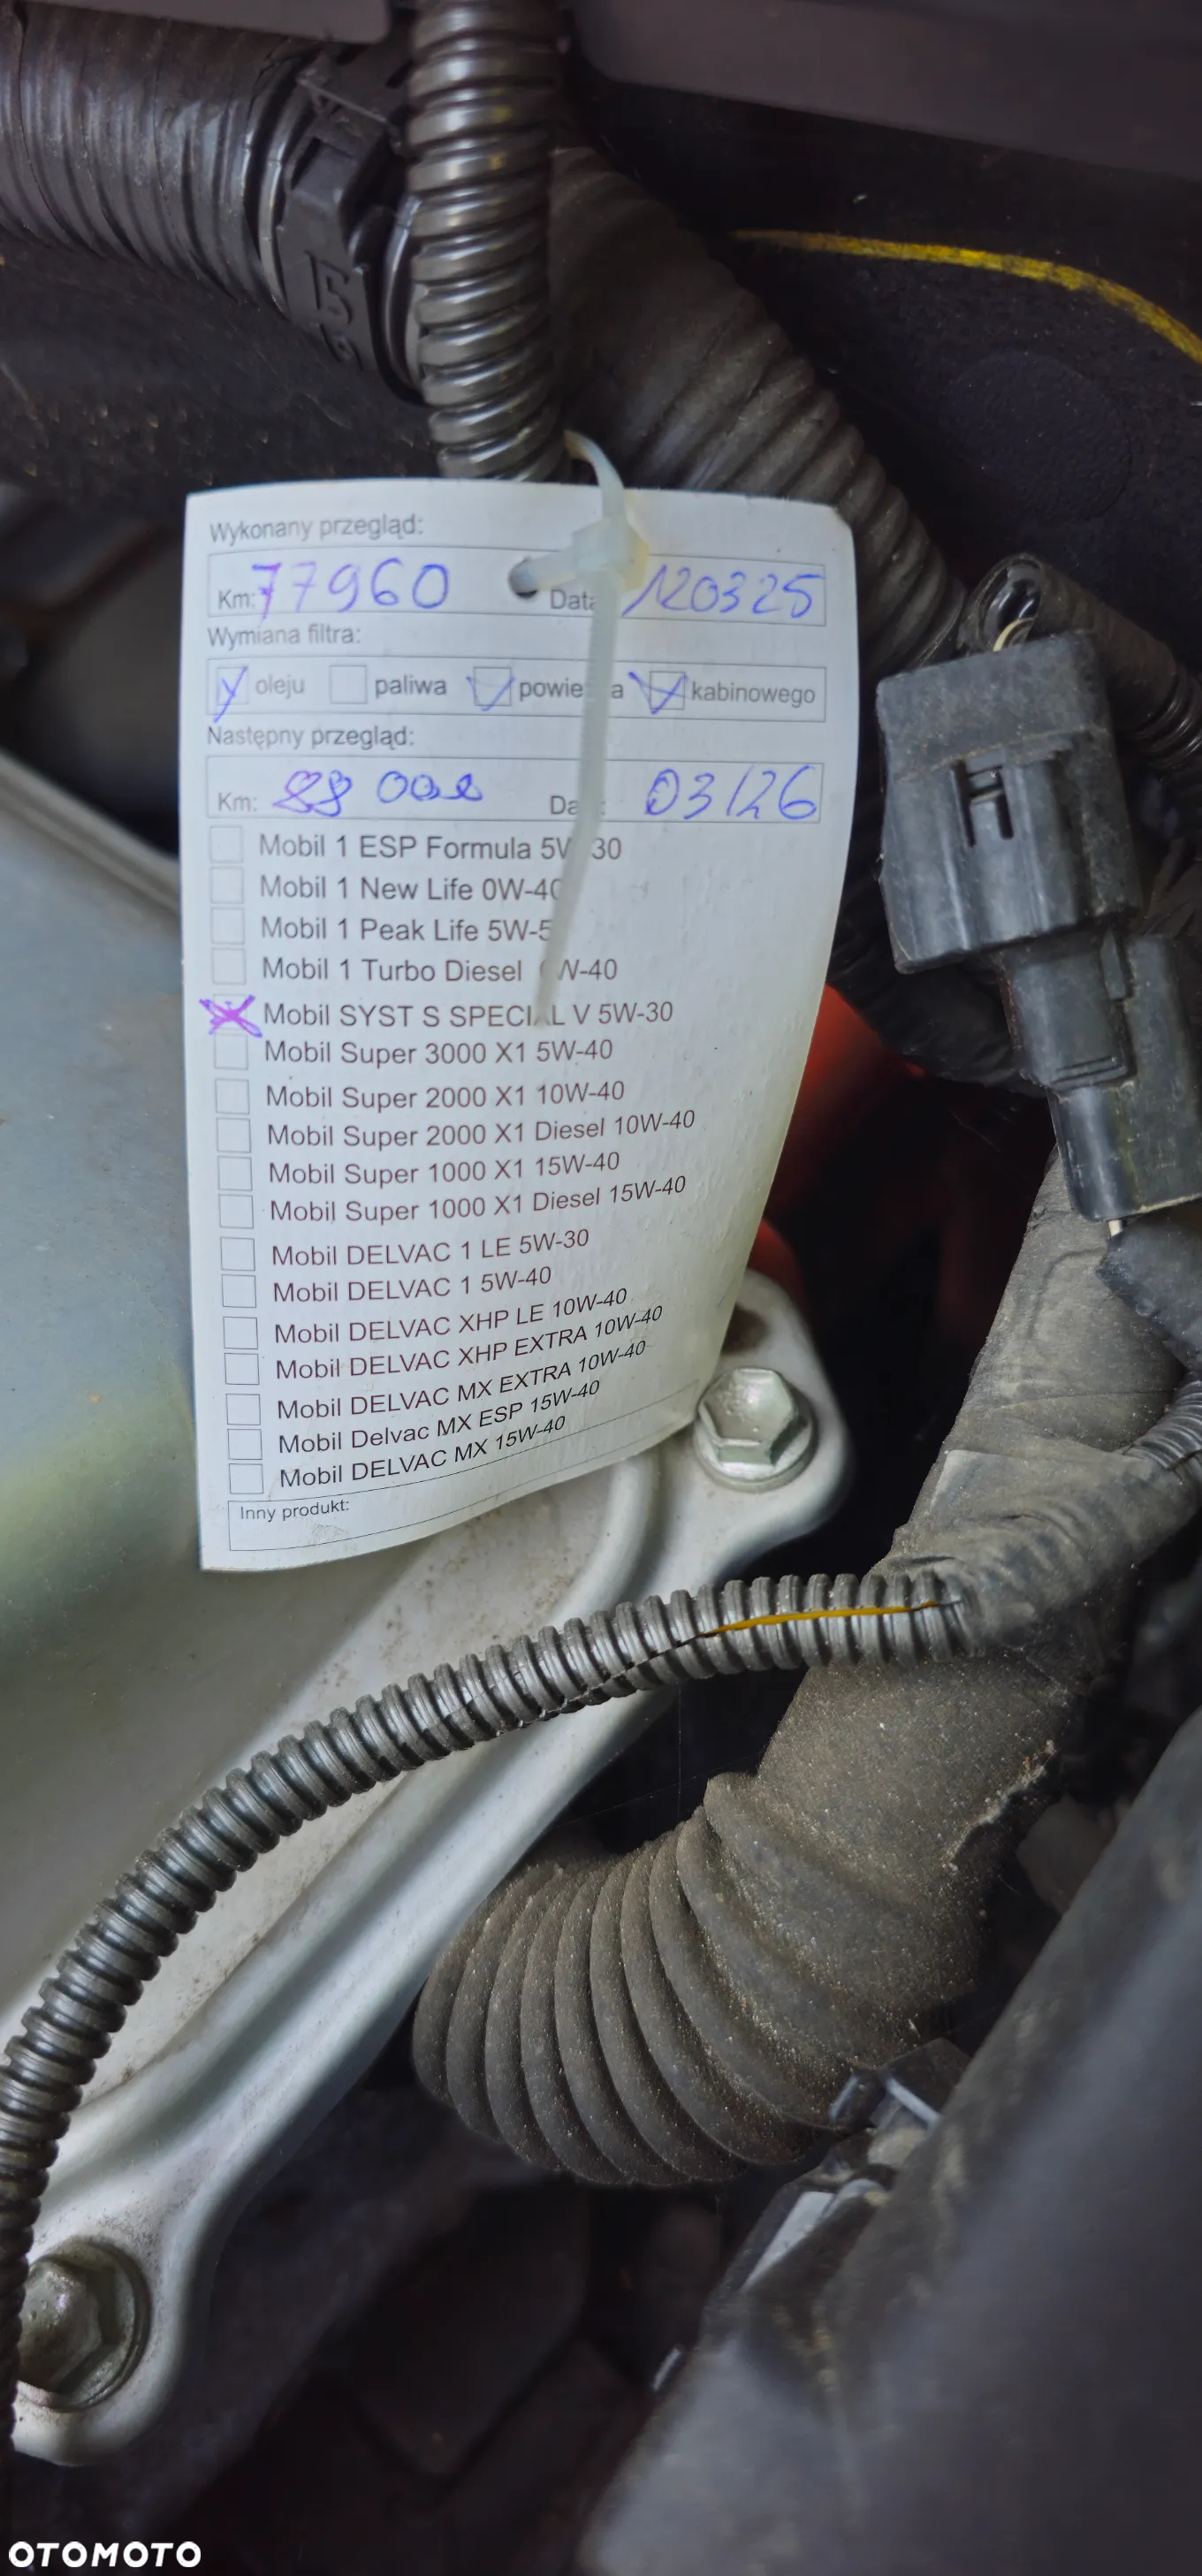 5
Wykonany przegląd:
Km: 77960 Data 120325
Wymiana filtra:
oleju paliwa powie a kabinowego
Następny przegląd:
Km: 88 000 Da : 03/26
Mobil 1 ESP Formula 5W 30
Mobil 1 New Life 0W-40
Mobil 1 Peak Life 5W-5
Mobil 1 Turbo Diesel W-40
Mobil SYST S SPECIAL V 5W-30
Mobil Super 3000 X1 5W-40
Mobil Super 2000 X1 10W-40
Mobil Super 2000 X1 Diesel 10W-40
Mobil Super 1000 X1 15W-40
Mobil Super 1000 X1 Diesel 15W-40
Mobil DELVAC 1 LE 5W-30
Mobil DELVAC 1 5W-40
Mobil DELVAC XHP LE 10W-40
Mobil DELVAC XHP EXTRA 10W-40
Mobil DELVAC MX EXTRA 10W-40
Mobil Delvac MX ESP 15W-40
Mobil DELVAC MX 15W-40
Inny produkt:
OTOMOTO